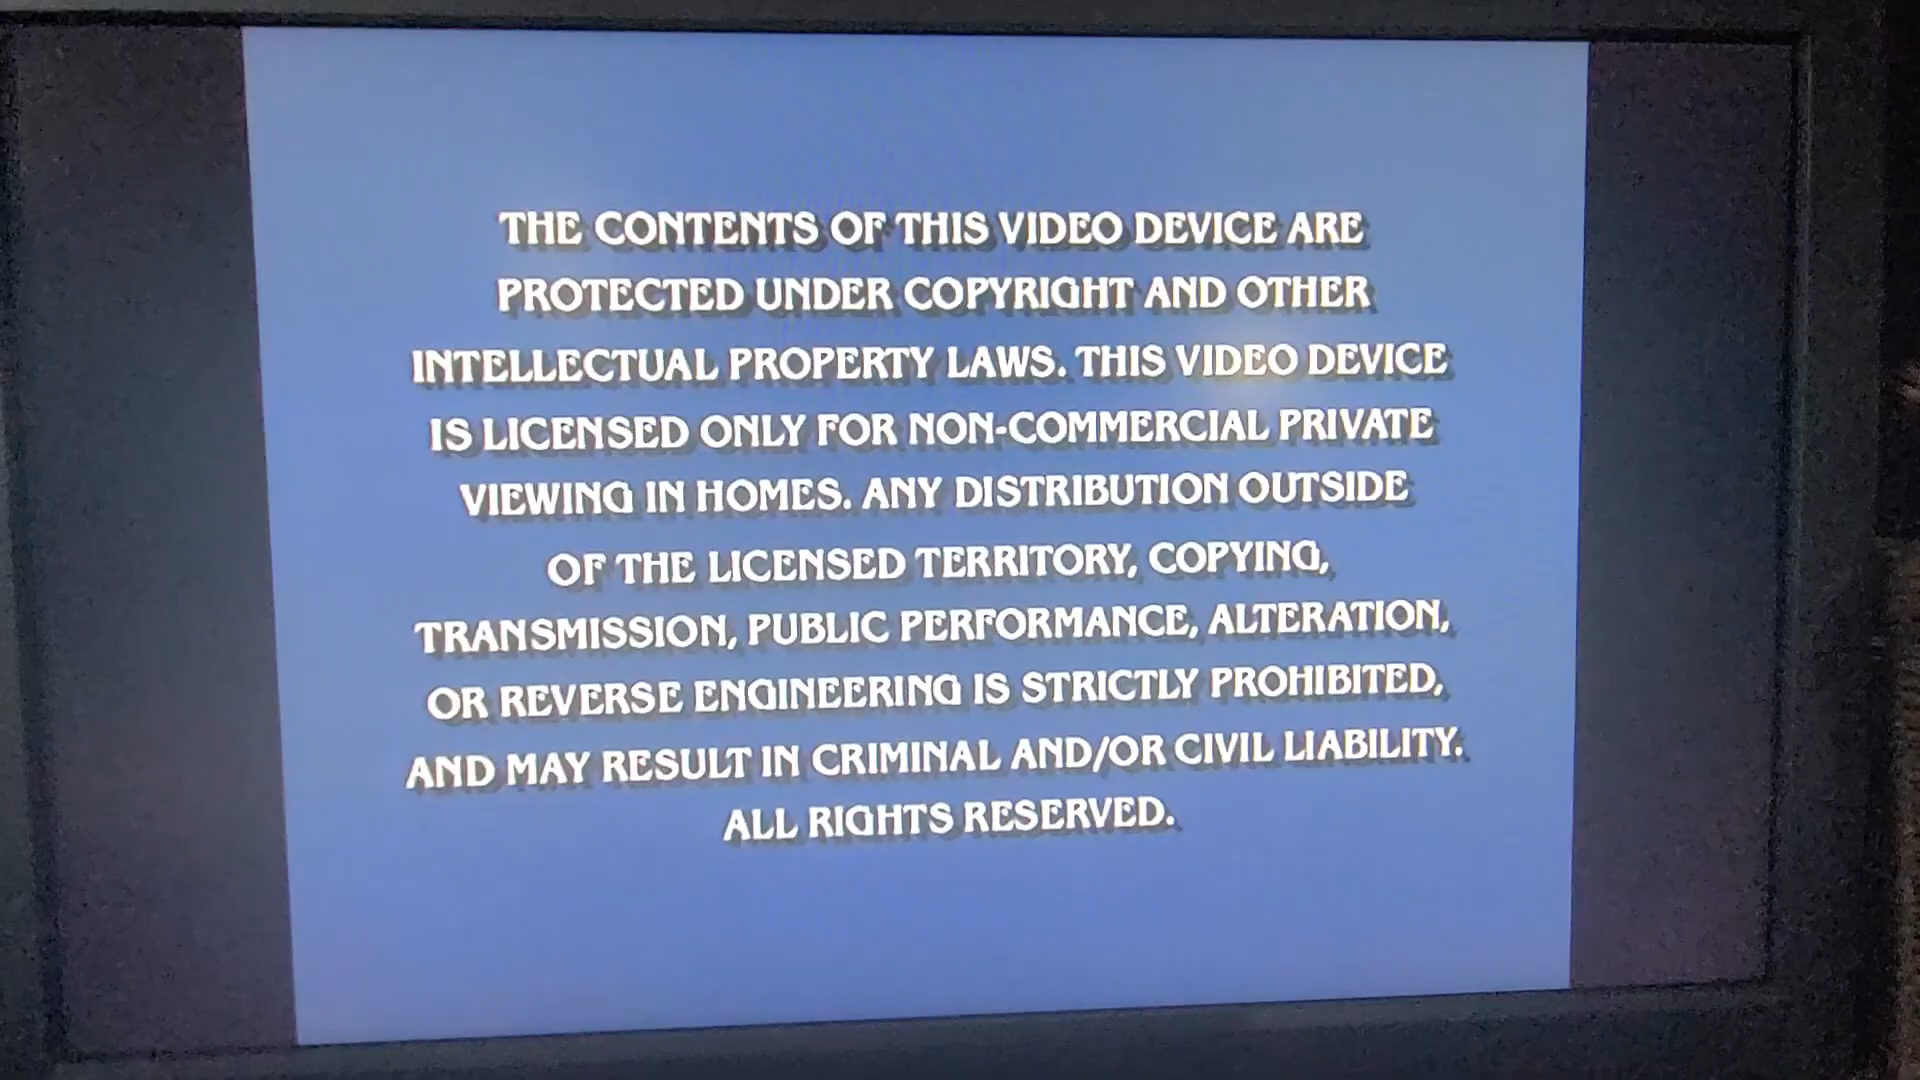 THE CONTENTS OF THIS VIDEO DEVICE ARE
PROTECTED UNDER COPYRIGHT AND OTHER
INTELLECTUAL PROPERTY LAWS. THIS VIDEO DEVICE
IS LICENSED ONLY FOR NON-COMMERCIAL PRIVATE
VIEWING IN HOMES. ANY DISTRIBUTION OUTSIDE
OF THE LICENSED TERRITORY, COPYING,
TRANSMISSION, PUBLIC PERFORMANCE, ALTERATION,
OR REVERSE ENGINEERING IS STRICTLY PROHIBITED,
AND MAY RESULT IN CRIMINAL AND/OR CIVIL LIABILITY.
ALL RIGHTS RESERVED.